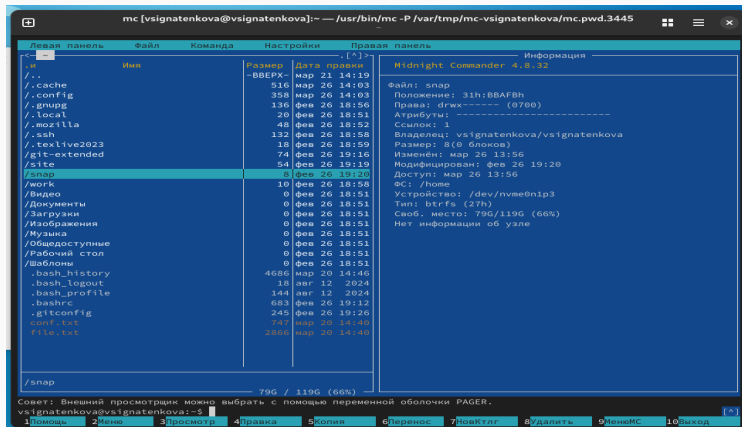 mc [vsignatenkova@vsignatenkova]:~ — /usr/bin/mc -P /var/tmp/mc-vsignatenkova/mc.pwd.3445
Левая панель Файл Команда Настройки Правая панель
<— ~ .[^]> Информация
.и Имя Размер Дата правки Midnight Commander 4.8.32
/.. -ВВЕРХ- мар 21 14:19
/.cache 516 мар 26 14:03 Файл: snap
/.config 358 мар 26 14:03 Положение: 31h:BBAFBh
/.gnupg 136 фев 26 18:56 Права: drwx------ (0700)
/.local 20 фев 26 18:51 Атрибуты: -------------------------
/.mozilla 48 фев 26 18:52 Ссылок: 1
/.ssh 132 фев 26 18:58 Владелец: vsignatenkova/vsignatenkova
/.texlive2023 18 фев 26 18:59 Размер: 8(0 блоков)
/git-extended 74 фев 26 19:16 Изменён: мар 26 13:56
/site 54 фев 26 19:19 Модифицирован: фев 26 19:20
/snap 8 фев 26 19:20 Доступ: мар 26 13:56
/work 10 фев 26 18:58 ФС: /home
/Видео 0 фев 26 18:51 Устройство: /dev/nvme0n1p3
/Документы 0 фев 26 18:51 Тип: btrfs (27h)
/Загрузки 0 фев 26 18:51 Своб. место: 79G/119G (66%)
/Изображения 0 фев 26 18:51 Нет информации об узле
/Музыка 0 фев 26 18:51
/Общедоступные 0 фев 26 18:51
/Рабочий стол 0 фев 26 18:51
/Шаблоны 0 фев 26 18:51
.bash_history 4686 мар 20 14:46
.bash_logout 18 авг 12 2024
.bash_profile 144 авг 12 2024
.bashrc 683 фев 26 19:12
.gitconfig 245 фев 26 19:26
conf.txt 747 мар 20 14:40
file.txt 2866 мар 20 14:40
/snap
79G / 119G (66%)
Совет: Внешний просмотрщик можно выбрать с помощью переменной оболочки PAGER.
vsignatenkova@vsignatenkova:~$ [^]
1Помощь 2Меню 3Просмотр 4Правка 5Копия 6Перенос 7НовКтлг 8Удалить 9МенюМС 10Выход